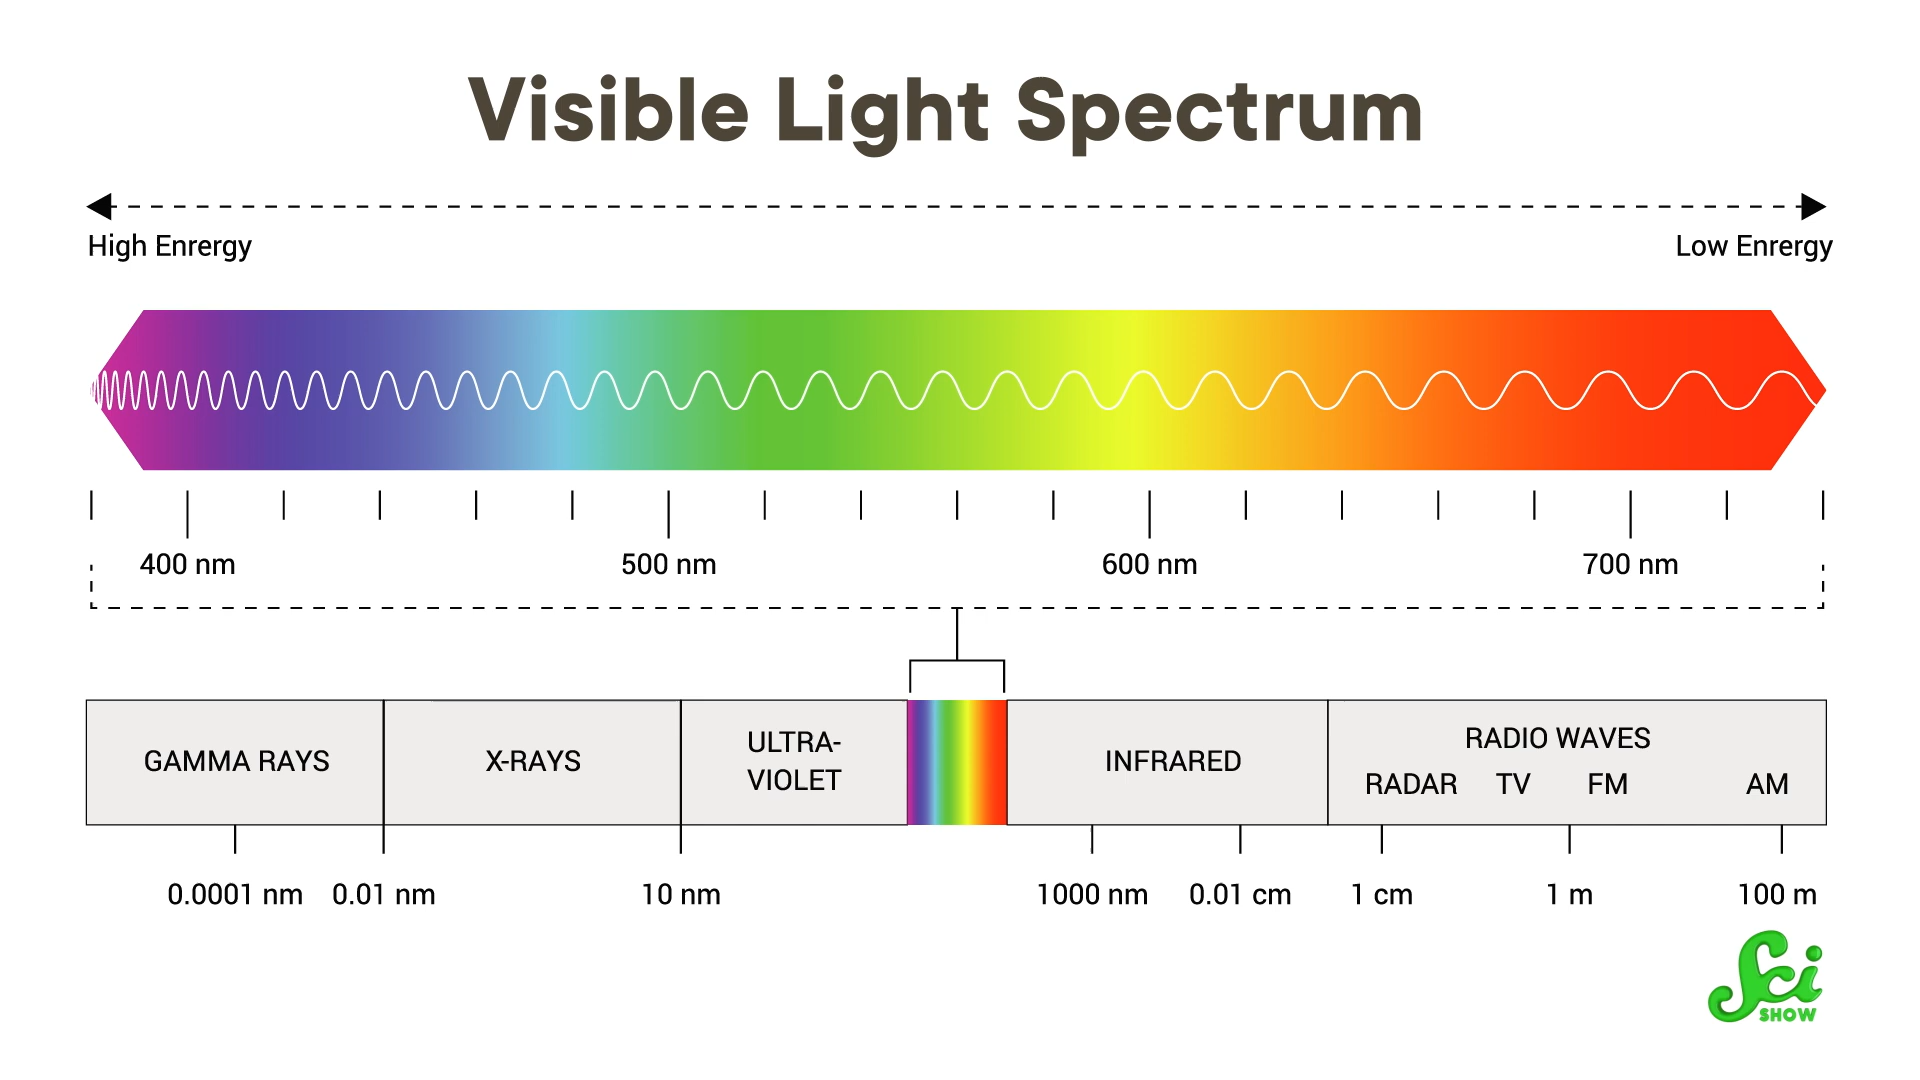 Visible Light Spectrum
High Enrergy Low Enrergy
400 nm 500 nm 600 nm 700 nm
GAMMA RAYS
X-RAYS
ULTRA-
VIOLET
INFRARED
RADIO WAVES
RADAR TV FM AM
0.0001 nm 0.01 nm 10 nm 1000 nm 0.01 cm 1 cm 1 m 100 m
Sci
SHOW